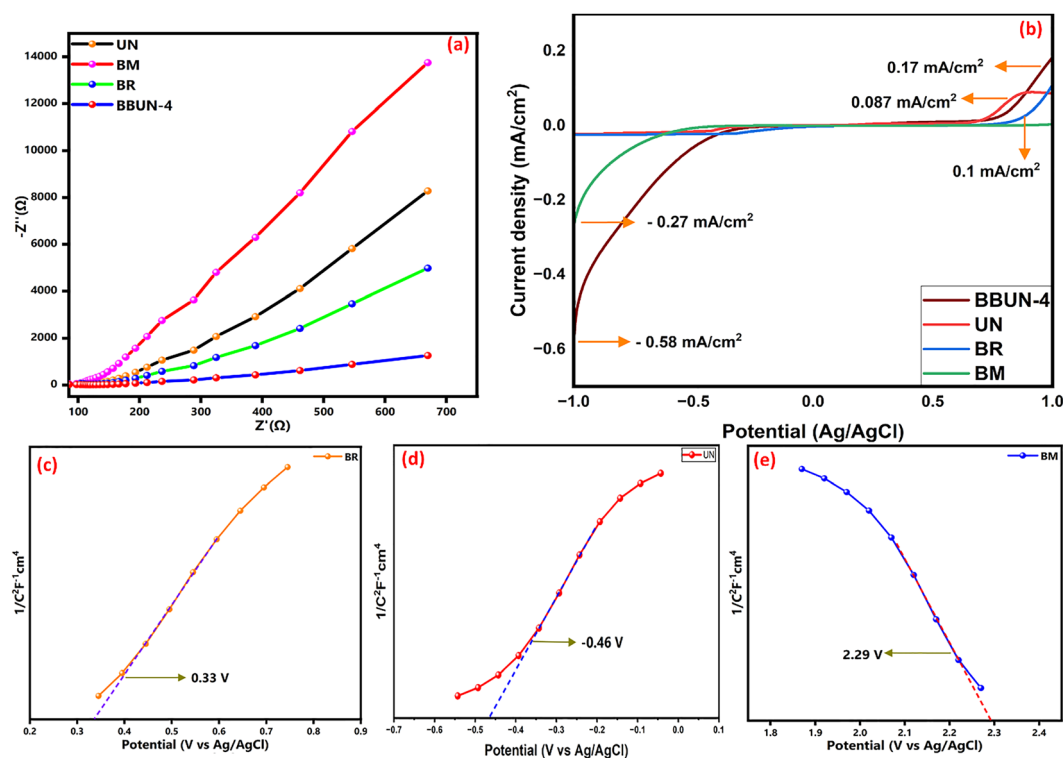 (a)
UN
BM
BR
BBUN-4
14000
12000
10000
8000
6000
4000
2000
0
-Z''(Ω)
100
200
300
400
500
600
700
Z'(Ω)
(b)
0.2
0.0
-0.2
-0.4
-0.6
Current density (mA/cm²)
0.17 mA/cm²
0.087 mA/cm²
0.1 mA/cm²
- 0.27 mA/cm²
- 0.58 mA/cm²
BBUN-4
UN
BR
BM
-1.0
-0.5
0.0
0.5
1.0
Potential (Ag/AgCl)
(c)
BR
1/C²F⁻¹cm⁴
0.33 V
0.2
0.3
0.4
0.5
0.6
0.7
0.8
0.9
Potential (V vs Ag/AgCl)
(d)
UN
1/C²F⁻¹cm⁴
-0.46 V
-0.7
-0.6
-0.5
-0.4
-0.3
-0.2
-0.1
0.0
0.1
Potential (V vs Ag/AgCl)
(e)
BM
1/C²F⁻¹cm⁴
2.29 V
1.8
1.9
2.0
2.1
2.2
2.3
2.4
Potential (V vs Ag/AgCl)